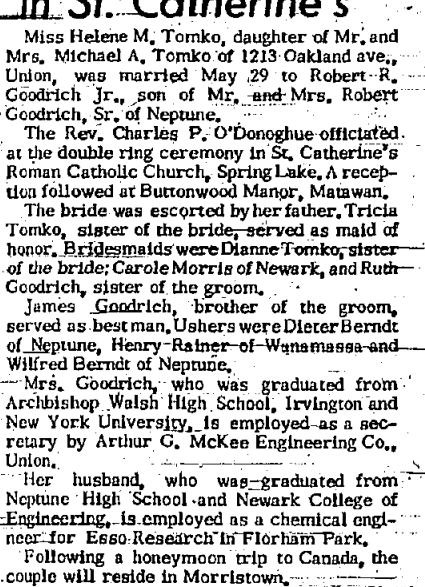 in St. Catherine's
Miss Helene M. Tomko, daughter of Mr. and
Mrs. Michael A. Tomko of 1213 Oakland ave.,
Union, was married May 29 to Robert R.
Goodrich Jr., son of Mr. and Mrs. Robert
Goodrich, Sr. of Neptune.
The Rev. Charles P. O'Donoghue officiated
at the double ring ceremony in St. Catherine's
Roman Catholic Church, Spring Lake. A recep-
tion followed at Buttonwood Manor, Matawan.
The bride was escorted by her father. Tricia
Tomko, sister of the bride, served as maid of
honor. Bridesmaids were Dianne Tomko, sister
of the bride; Carole Morris of Newark, and Ruth
Goodrich, sister of the groom.
James Goodrich, brother of the groom,
served as best man. Ushers were Dieter Berndt
of Neptune, Henry Rainer of Wanamassa and
Wilfred Berndt of Neptune.
Mrs. Goodrich, who was graduated from
Archbishop Walsh High School, Irvington and
New York University, is employed as a sec-
retary by Arthur G. McKee Engineering Co.,
Union.
Her husband, who was graduated from
Neptune High School and Newark College of
Engineering, is employed as a chemical engi-
neer for Esso Research in Florham Park.
Following a honeymoon trip to Canada, the
couple will reside in Morristown.